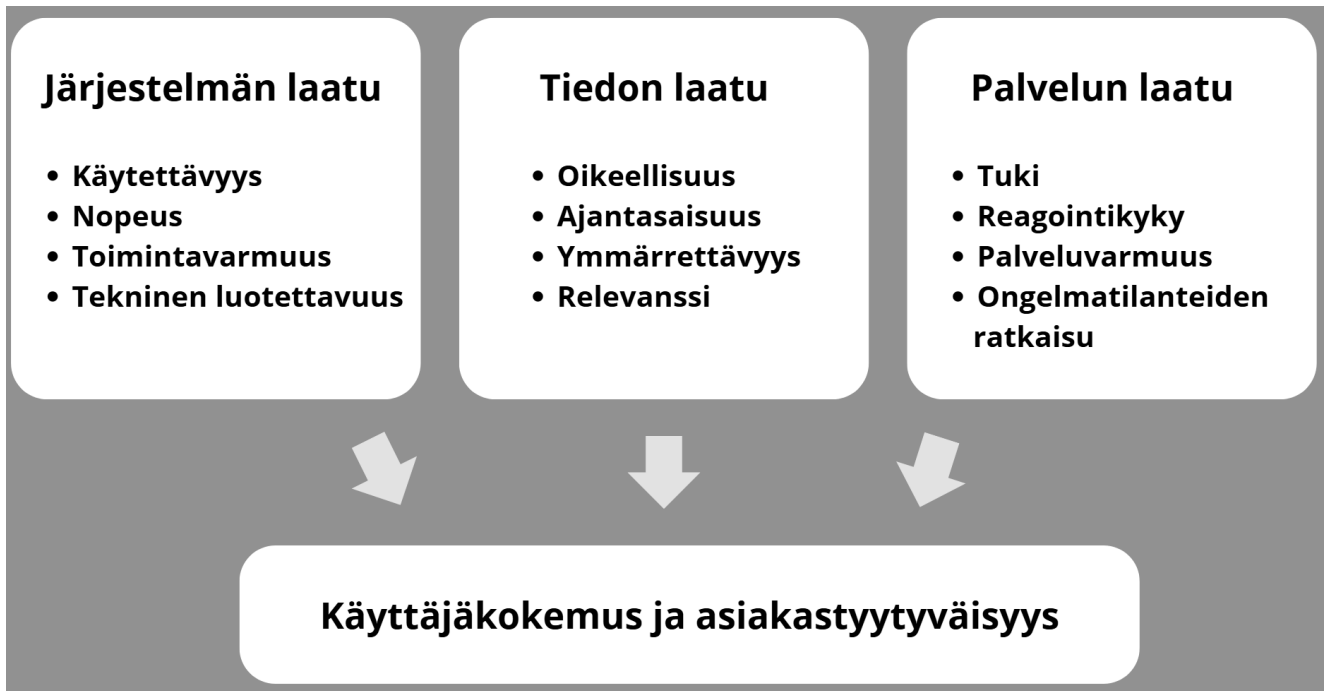 Järjestelmän laatu
• Käytettävyys
• Nopeus
• Toimintavarmuus
• Tekninen luotettavuus
Tiedon laatu
• Oikeellisuus
• Ajantasaisuus
• Ymmärrettävyys
• Relevanssi
Palvelun laatu
• Tuki
• Reagointikyky
• Palveluvarmuus
• Ongelmatilanteiden
ratkaisu
Käyttäjäkokemus ja asiakastyytyväisyys